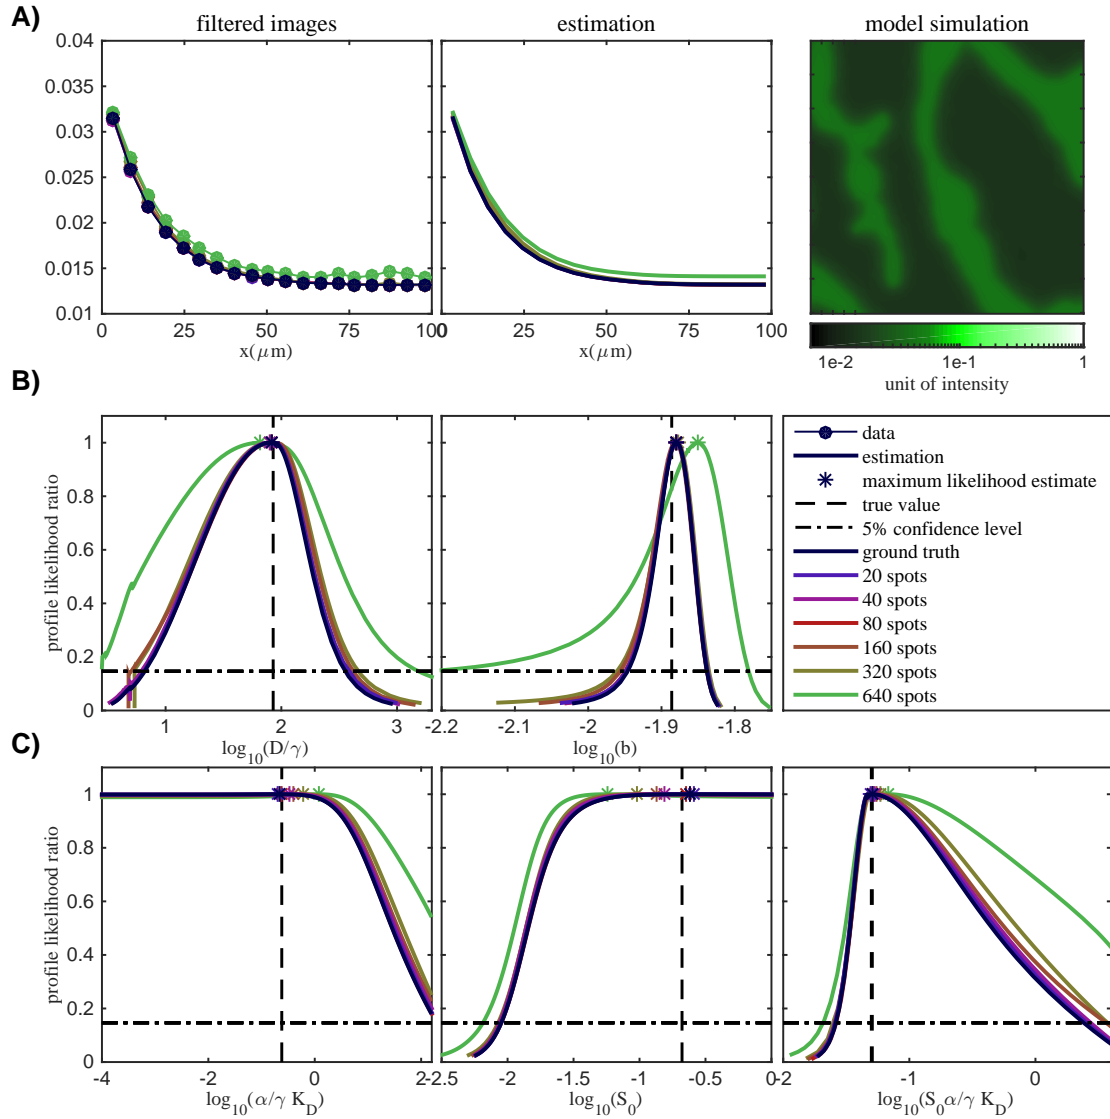 A)
filtered images
estimation
model simulation
0.04
0.035
0.03
0.025
0.02
0.015
0.01
0 25 50 75 100
x(μm)
0 25 50 75 100
x(μm)
1e-2 1e-1 1
unit of intensity
B)
profile likelihood ratio
1
0.8
0.6
0.4
0.2
0
1 2 3
log10(D/γ)
-2.2 -2.1 -2 -1.9 -1.8
log10(b)
data
estimation
maximum likelihood estimate
true value
5% confidence level
ground truth
20 spots
40 spots
80 spots
160 spots
320 spots
640 spots
C)
profile likelihood ratio
1
0.8
0.6
0.4
0.2
0
-4 -2 0 2
log10(α/γ KD)
-2.5 -2 -1.5 -1 -0.5 0
log10(S0)
-2 -1 0
log10(S0α/γ KD)